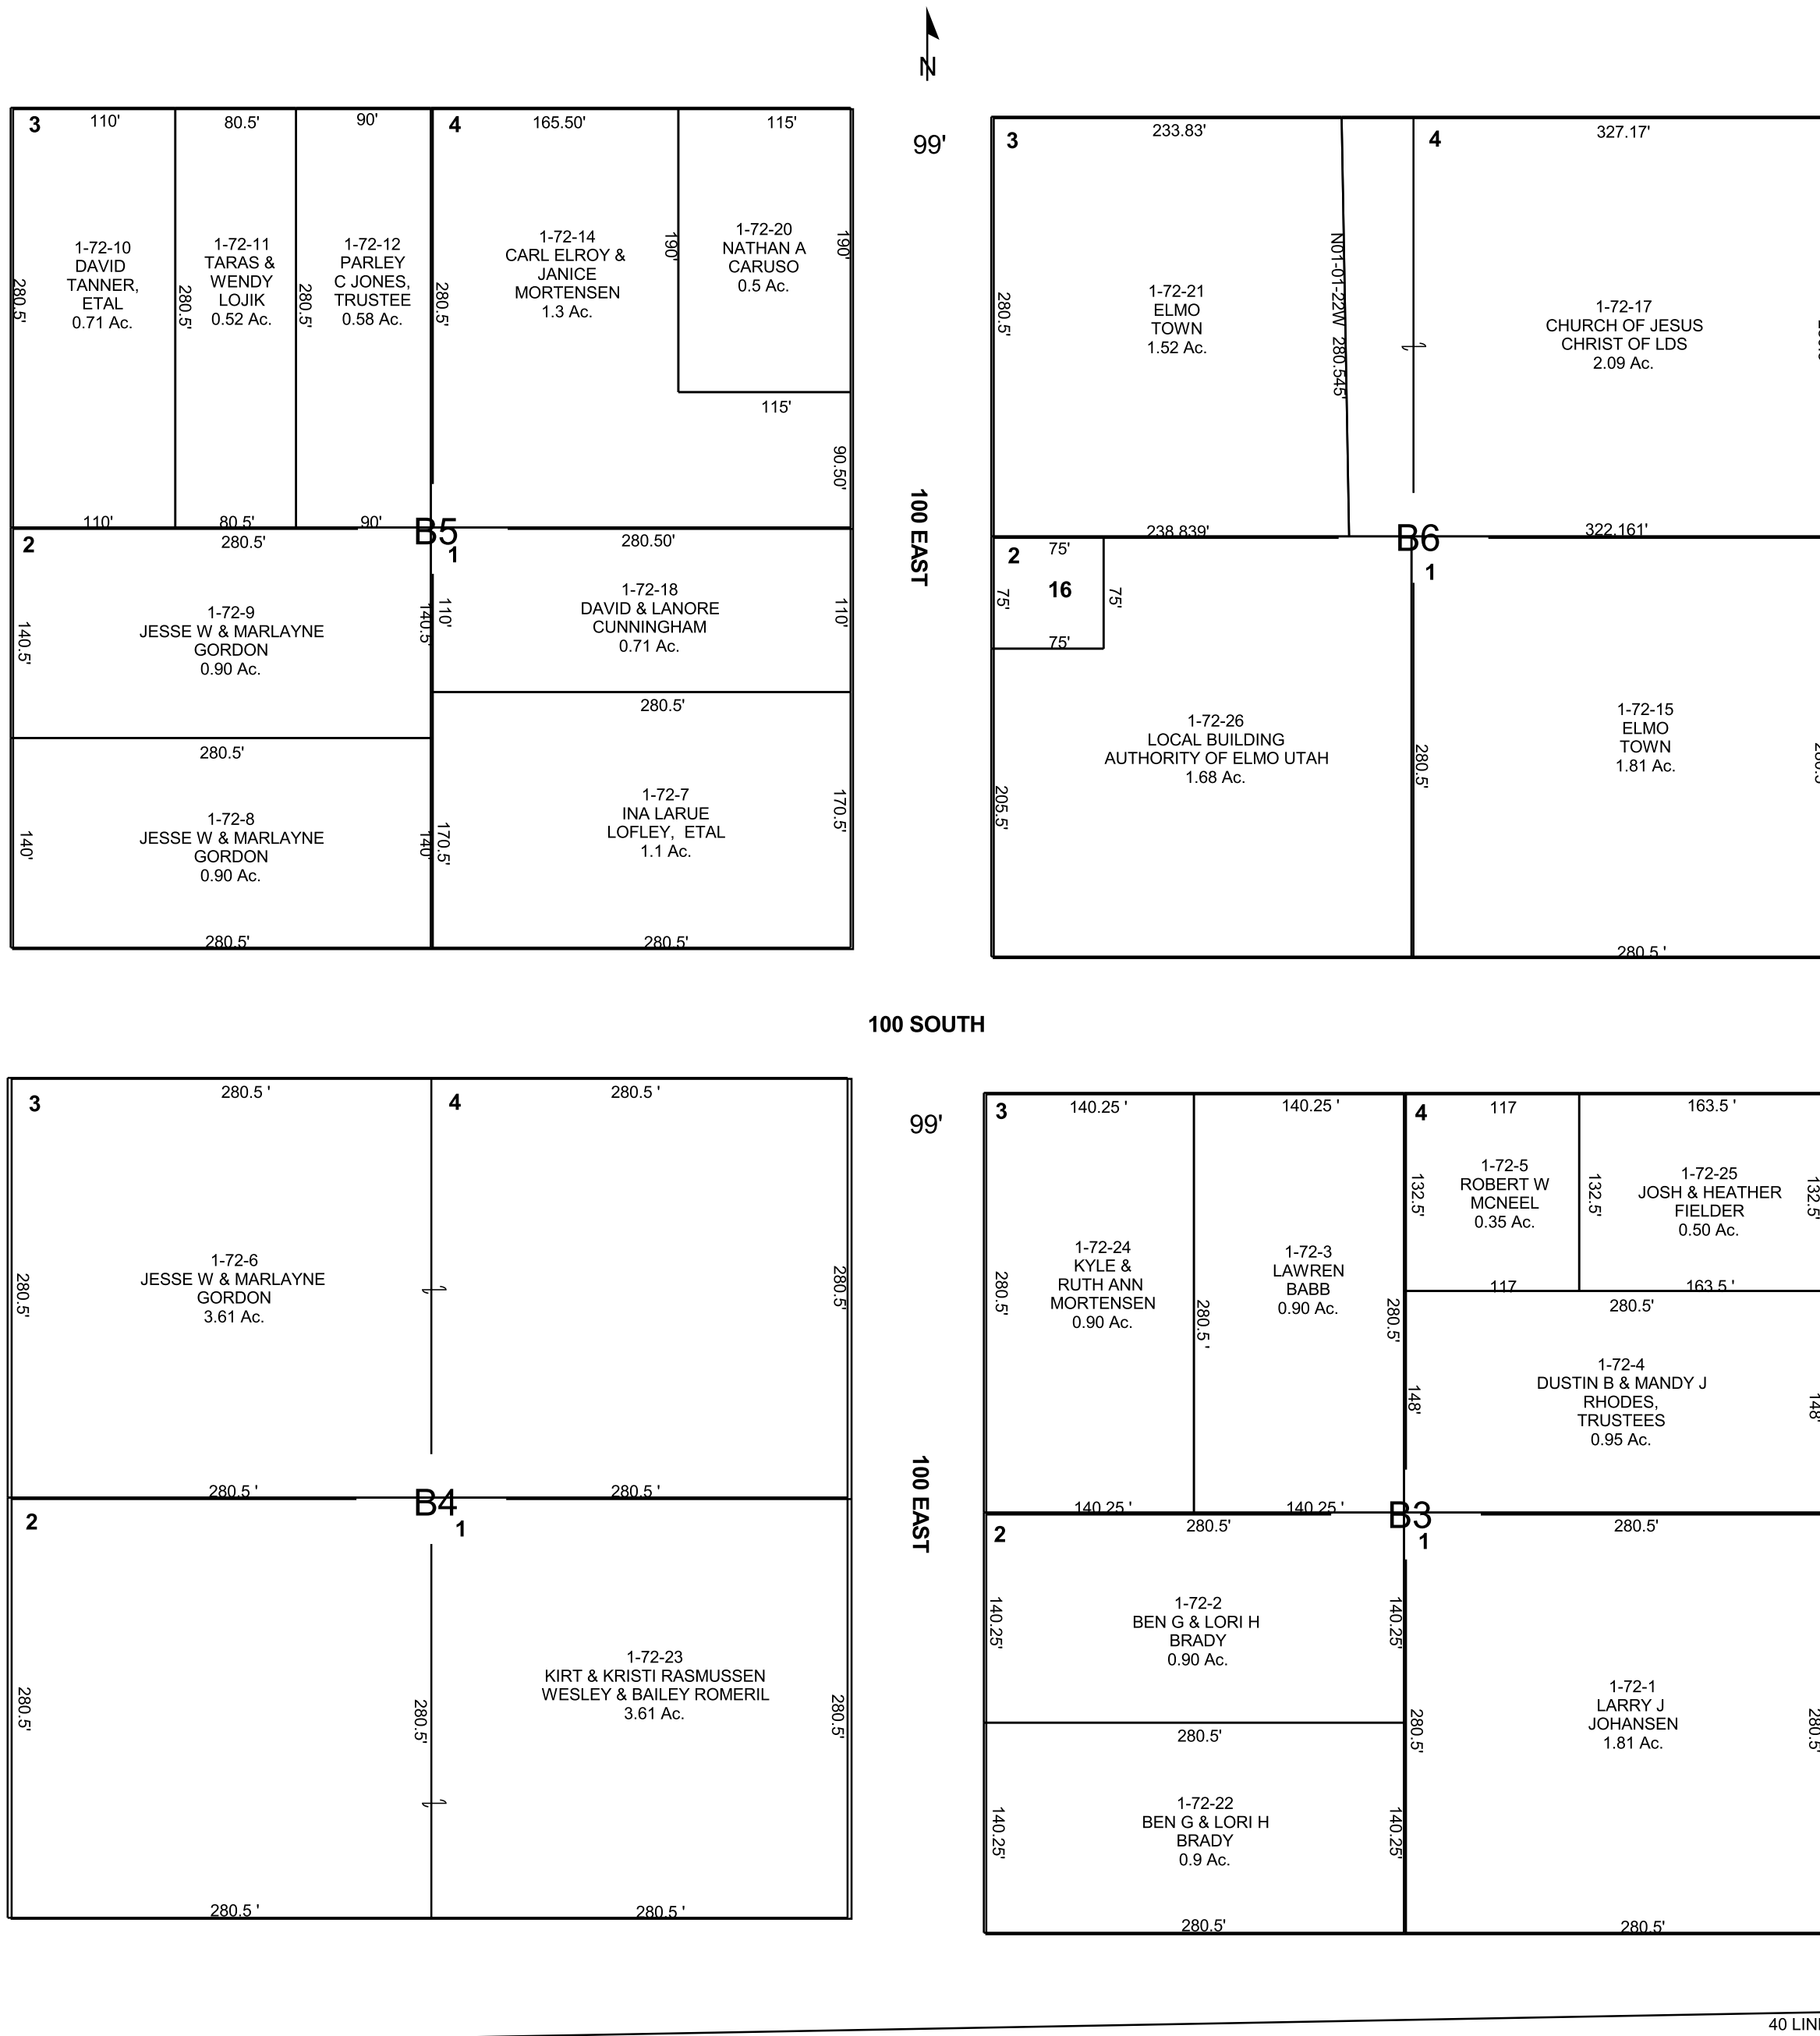 N
3
110'
80.5'
90'
4
165.50'
115'
280.5'
1-72-10
DAVID
TANNER,
ETAL
0.71 Ac.
280.5'
1-72-11
TARAS &
WENDY
LOJIK
0.52 Ac.
280.5'
1-72-12
PARLEY
C JONES,
TRUSTEE
0.58 Ac.
280.5'
1-72-14
CARL ELROY &
JANICE
MORTENSEN
1.3 Ac.
190'
1-72-20
NATHAN A
CARUSO
0.5 Ac.
190'
115'
90.50'
110'
80.5'
90'
B5
2
280.5'
1
280.50'
140.5'
1-72-9
JESSE W & MARLAYNE
GORDON
0.90 Ac.
140.5'
110'
1-72-18
DAVID & LANORE
CUNNINGHAM
0.71 Ac.
110'
280.5'
280.5'
140'
1-72-8
JESSE W & MARLAYNE
GORDON
0.90 Ac.
140'
170.5'
1-72-7
INA LARUE
LOFLEY, ETAL
1.1 Ac.
170.5'
280.5'
280.5'
99'
100 EAST
3
233.83'
4
327.17'
280.5'
1-72-21
ELMO
TOWN
1.52 Ac.
N01-01-22W 280.545'
1-72-17
CHURCH OF JESUS
CHRIST OF LDS
2.09 Ac.
238.839'
B6
322.161'
2
75'
1
75'
16
75'
75'
205.5'
1-72-26
LOCAL BUILDING
AUTHORITY OF ELMO UTAH
1.68 Ac.
280.5'
1-72-15
ELMO
TOWN
1.81 Ac.
280.5 '
100 SOUTH
3
280.5 '
4
280.5 '
280.5'
1-72-6
JESSE W & MARLAYNE
GORDON
3.61 Ac.
280.5'
280.5 '
B4
280.5 '
2
1
280.5'
280.5'
1-72-23
KIRT & KRISTI RASMUSSEN
WESLEY & BAILEY ROMERIL
3.61 Ac.
280.5'
280.5 '
280.5 '
99'
100 EAST
3
140.25 '
140.25 '
4
117
163.5 '
280.5'
1-72-24
KYLE &
RUTH ANN
MORTENSEN
0.90 Ac.
280.5 '
1-72-3
LAWREN
BABB
0.90 Ac.
280.5'
132.5'
1-72-5
ROBERT W
MCNEEL
0.35 Ac.
132.5'
1-72-25
JOSH & HEATHER
FIELDER
0.50 Ac.
132.5'
117
163.5 '
280.5'
148'
1-72-4
DUSTIN B & MANDY J
RHODES,
TRUSTEES
0.95 Ac.
148'
140.25 '
140.25 '
B3
2
280.5'
1
280.5'
140.25'
1-72-2
BEN G & LORI H
BRADY
0.90 Ac.
140.25'
280.5'
140.25'
1-72-22
BEN G & LORI H
BRADY
0.9 Ac.
140.25'
280.5'
280.5'
1-72-1
LARRY J
JOHANSEN
1.81 Ac.
280.5'
280.5'
40